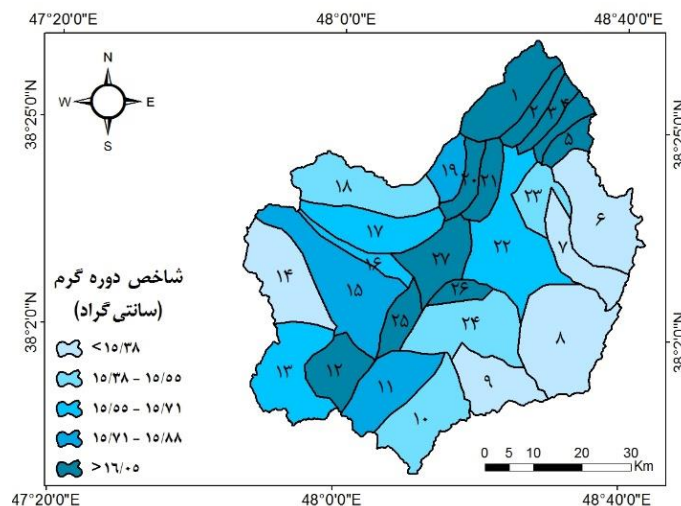 47°20'0"E
48°0'0"E
48°40'0"E
38°25'0"N
38°2'0"N
38°25'0"N
38°2'0"N
N
W
E
S
۱
۲
۳
۴
۵
۶
۷
۸
۹
۱۰
۱۱
۱۲
۱۳
۱۴
۱۵
۱۶
۱۷
۱۸
۱۹
۲۰
۲۱
۲۲
۲۳
۲۴
۲۵
۲۶
۲۷
شاخص دوره گرم
(سانتی‌گراد)
<۱۵/۳۸
۱۵/۳۸ - ۱۵/۵۵
۱۵/۵۵ - ۱۵/۷۱
۱۵/۷۱ - ۱۵/۸۸
>۱۶/۰۵
0 5 10 20 30
Km
47°20'0"E
48°0'0"E
48°40'0"E